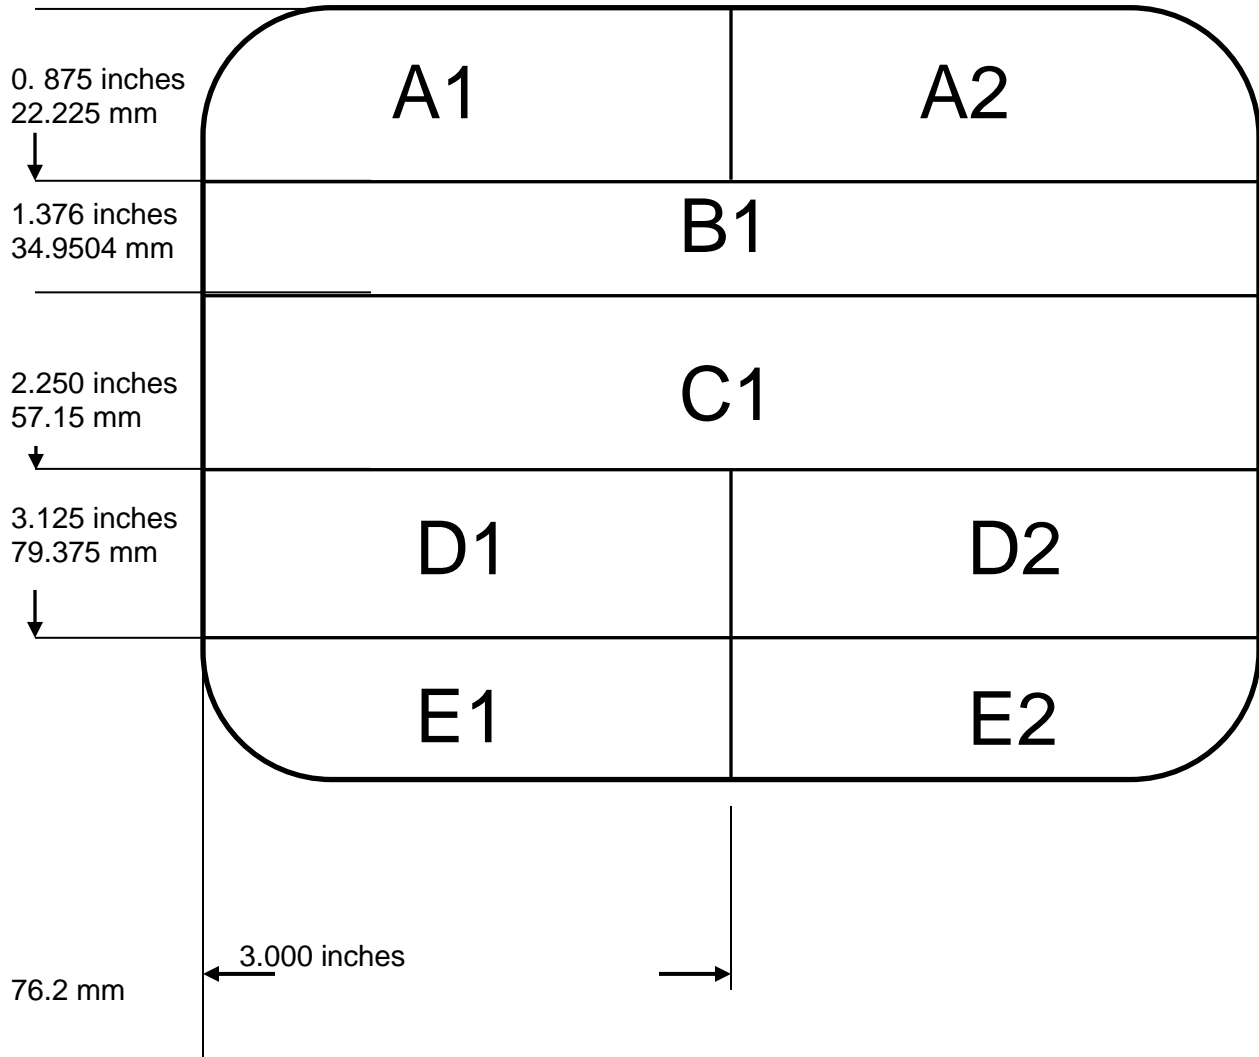 A1
A2
0. 875 inches
22.225 mm
1.376 inches
34.9504 mm
B1
2.250 inches
57.15 mm
C1
3.125 inches
79.375 mm
D1
D2
E1
E2
3.000 inches
76.2 mm